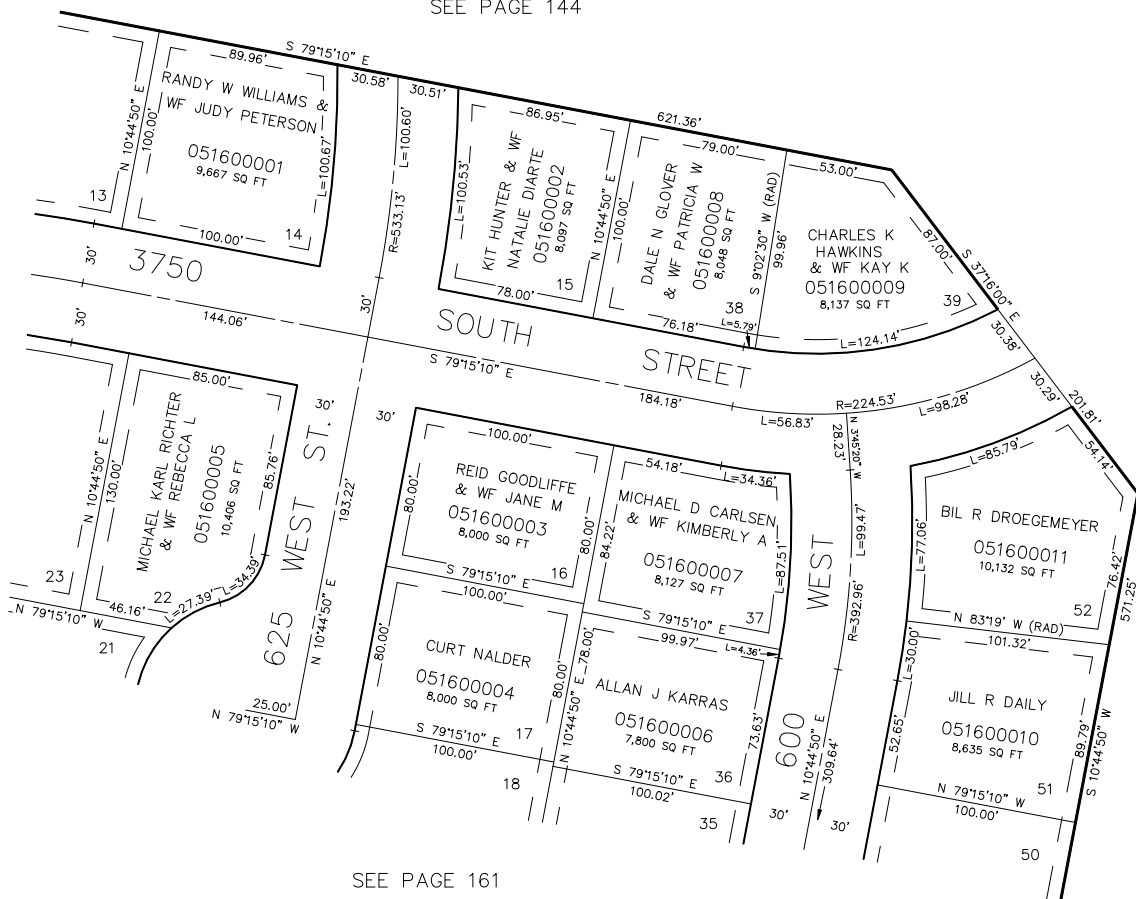 SEE PAGE 144
S 79°15'10" E
89.96'
30.58'
30.51'
621.36'
N 10°44'50" E
100.00'
RANDY W WILLIAMS &
WF JUDY PETERSON
051600001
9,667 SQ FT
L=100.67'
100.00'
13
14
L=100.60'
R=533.13'
L=100.53'
86.95'
KIT HUNTER & WF
NATALIE DIARTE
051600002
8,097 SQ FT
78.00'
15
N 10°44'50" E
100.00'
79.00'
DALE N GLOVER
& WF PATRICIA W
051600008
8,048 SQ FT
76.18'
38
L=5.79'
S 9°02'30" W (RAD)
99.96'
53.00'
87.00'
CHARLES K
HAWKINS
& WF KAY K
051600009
8,137 SQ FT
39
L=124.14'
S 37°16'00" E
30.38'
30.29'
201.81'
54.14'
30'
3750
SOUTH
STREET
144.06'
30'
30'
S 79°15'10" E
184.18'
L=56.83'
R=224.53'
L=98.28'
N 3°45'20" W
28.23'
85.00'
30'
30'
N 10°44'50" E
130.00'
MICHAEL KARL RICHTER
& WF REBECCA L
051600005
10,406 SQ FT
85.76'
L=34.39'
L=27.39'
46.16'
22
23
N 79°15'10" W
21
625 WEST ST.
193.22'
N 10°44'50" E
25.00'
N 79°15'10" W
100.00'
80.00'
REID GOODLIFFE
& WF JANE M
051600003
8,000 SQ FT
80.00'
16
S 79°15'10" E
100.00'
80.00'
CURT NALDER
051600004
8,000 SQ FT
80.00'
17
S 79°15'10" E
100.00'
18
54.18'
L=34.36'
84.22'
MICHAEL D CARLSEN
& WF KIMBERLY A
051600007
8,127 SQ FT
L=87.51'
37
S 79°15'10" E
99.97'
L=4.36'
78.00'
N 10°44'50" E
ALLAN J KARRAS
051600006
7,800 SQ FT
73.63'
36
S 79°15'10" E
100.02'
35
600 WEST
L=99.47'
R=392.96'
N 10°44'50" E
309.64'
30'
30'
L=85.79'
L=77.06'
BIL R DROEGEMEYER
051600011
10,132 SQ FT
52
76.42'
571.25'
N 83°19' W (RAD)
101.32'
L=30.00'
52.65'
JILL R DAILY
051600010
8,635 SQ FT
51
89.79'
S 10°44'50" W
N 79°15'10" W
100.00'
50
SEE PAGE 161